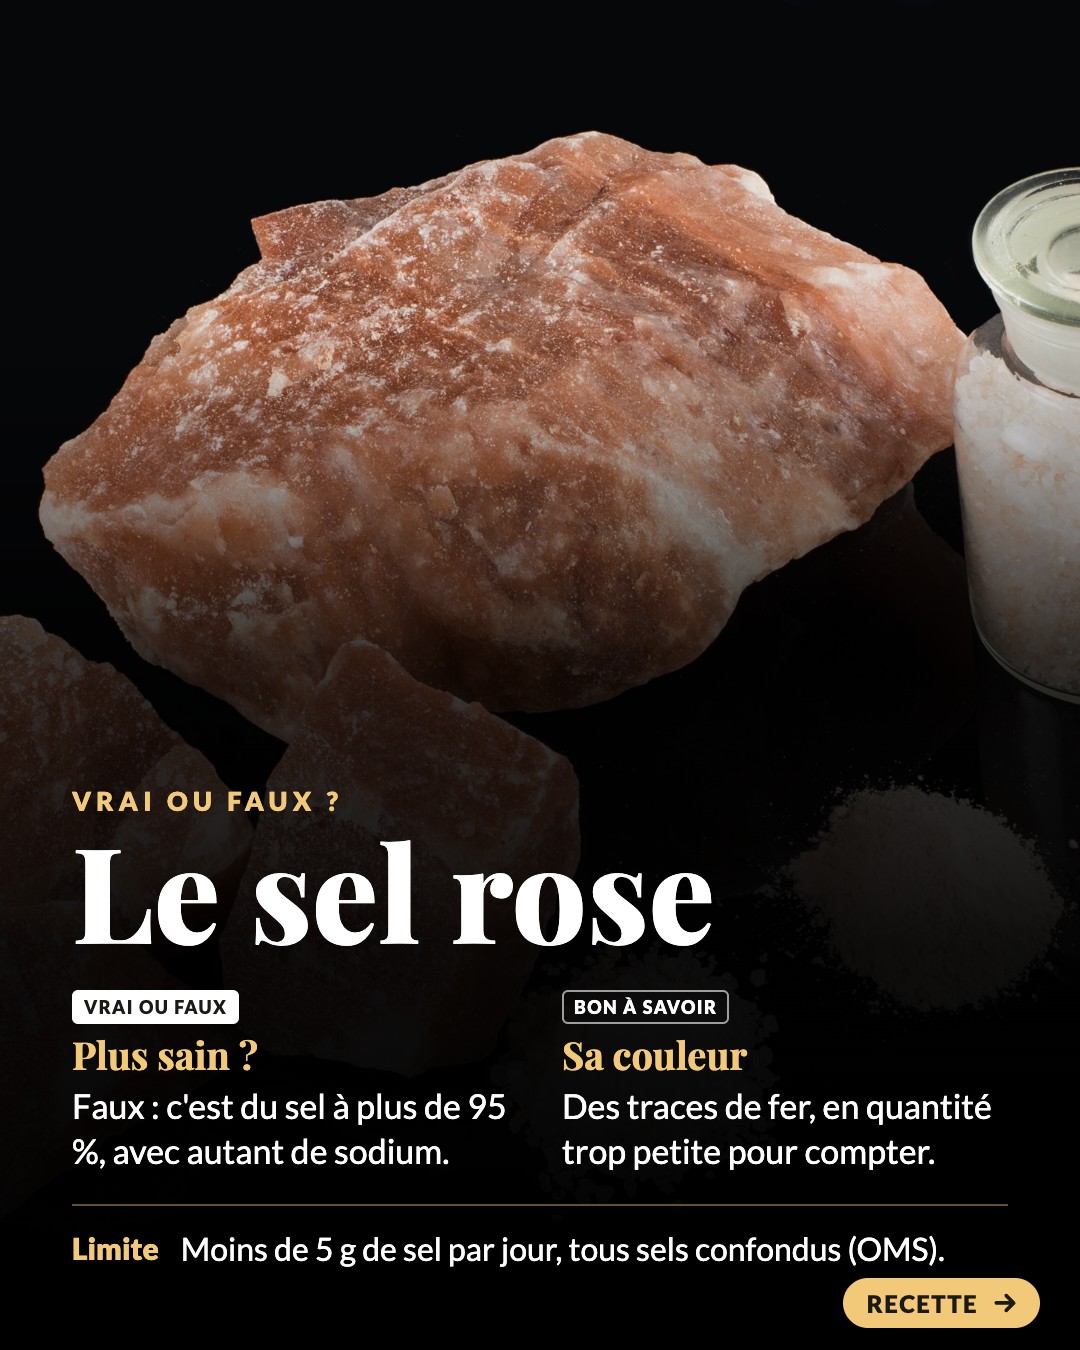 VRAI OU FAUX ?
Le sel rose
VRAI OU FAUX
Plus sain ?
Faux : c'est du sel à plus de 95
%, avec autant de sodium.
BON À SAVOIR
Sa couleur
Des traces de fer, en quantité
trop petite pour compter.
Limite Moins de 5 g de sel par jour, tous sels confondus (OMS).
RECETTE →